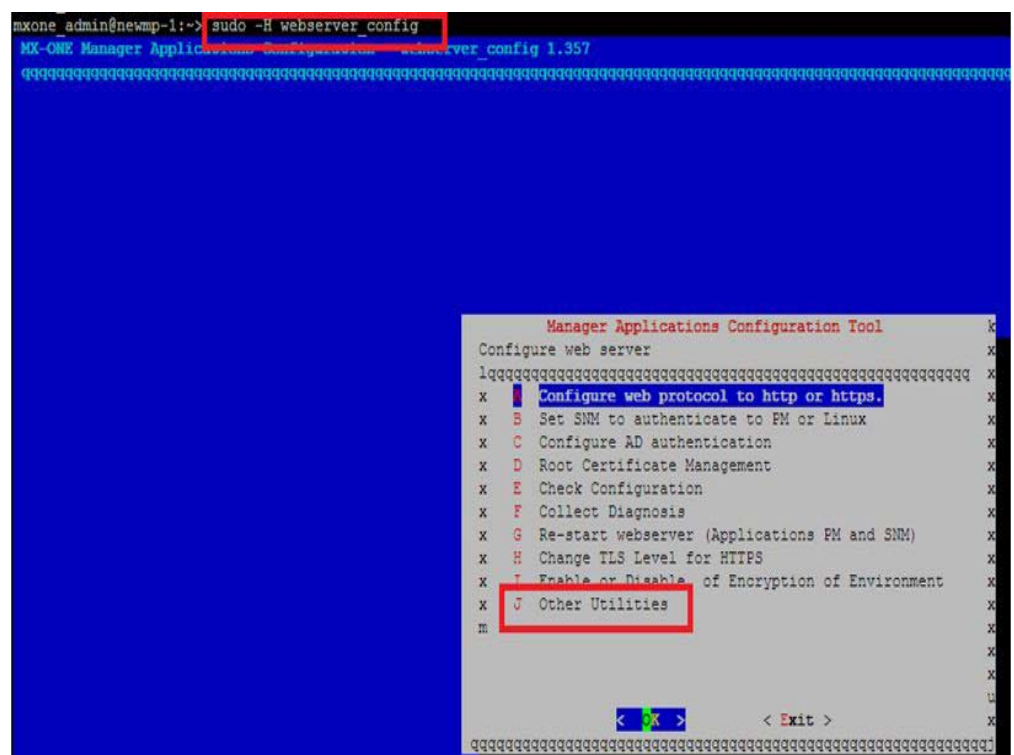 mxone_admin@newmp-1:~> sudo -H webserver_config
MX-ONE Manager Applications Configuration - webserver_config 1.357
qqqqqqqqqqqqqqqqqqqqqqqqqqqqqqqqqqqqqqqqqqqqqqqqqqqqqqqqqqqqqqqqqqqqqqqqqqqqqqqqqqqqqqqqqqqqqqqqqqqqqqqqqqqqqqqqqqqqqqqqqqqq
Manager Applications Configuration Tool k
Configure web server x
lqqqqqqqqqqqqqqqqqqqqqqqqqqqqqqqqqqqqqqqqqqqqqqqqqqqqqqqq x
x A Configure web protocol to http or https. x
x B Set SNM to authenticate to PM or Linux x
x C Configure AD authentication x
x D Root Certificate Management x
x E Check Configuration x
x F Collect Diagnosis x
x G Re-start webserver (Applications PM and SNM) x
x H Change TLS Level for HTTPS x
x I Enable or Disable of Encryption of Environment x
x J Other Utilities x
m x
x
x
u
< OK > < Exit > x
qqqqqqqqqqqqqqqqqqqqqqqqqqqqqqqqqqqqqqqqqqqqqqqqqqqqqqqqqqqj